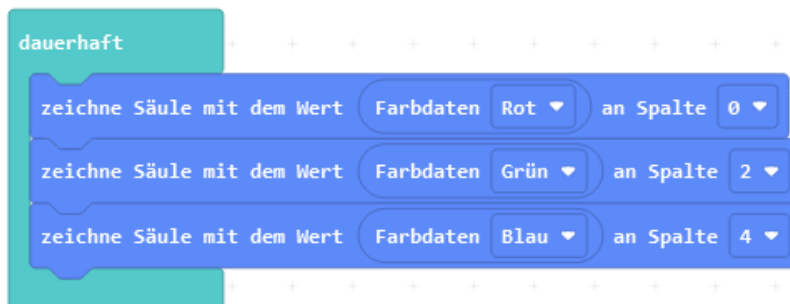 dauerhaft
zeichne Säule mit dem Wert Farbdaten Rot an Spalte 0
zeichne Säule mit dem Wert Farbdaten Grün an Spalte 2
zeichne Säule mit dem Wert Farbdaten Blau an Spalte 4